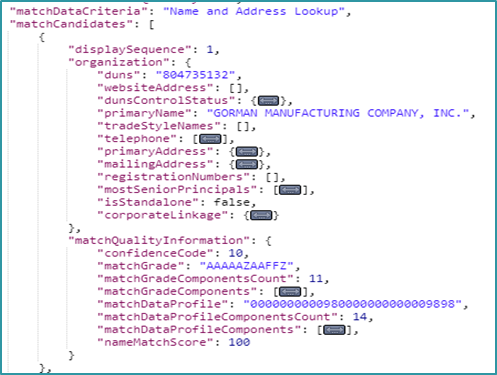 "matchDataCriteria": "Name and Address Lookup",
"matchCandidates": [
{
"displaySequence": 1,
"organization": {
"duns": "804735132",
"websiteAddress": [],
"dunsControlStatus": {},
"primaryName": "GORMAN MANUFACTURING COMPANY, INC.",
"tradeStyleNames": [],
"telephone": [],
"primaryAddress": {},
"mailingAddress": {},
"registrationNumbers": [],
"mostSeniorPrincipals": [],
"isStandalone": false,
"corporateLinkage": {}
},
"matchQualityInformation": {
"confidenceCode": 10,
"matchGrade": "AAAAAZAAFFZ",
"matchGradeComponentsCount": 11,
"matchGradeComponents": [],
"matchDataProfile": "0000000000980000000000009898",
"matchDataProfileComponentsCount": 14,
"matchDataProfileComponents": [],
"nameMatchScore": 100
}
},